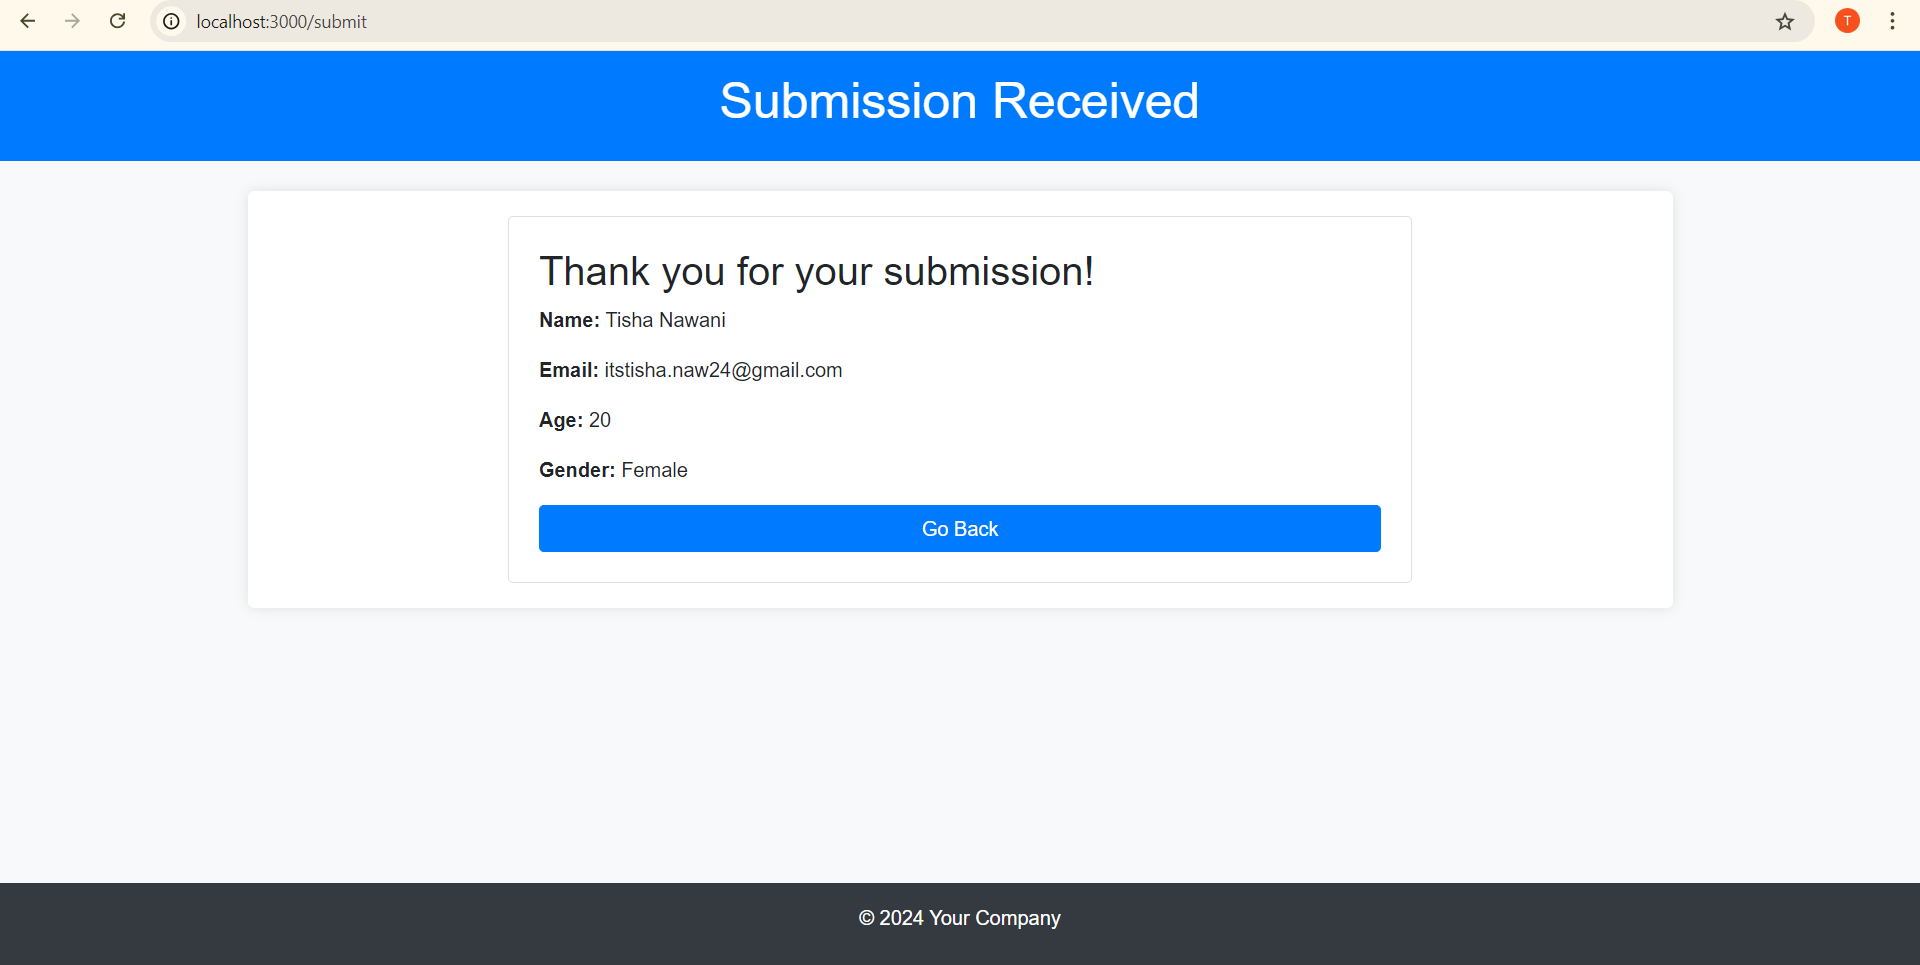 localhost:3000/submit
T
Submission Received
Thank you for your submission!
Name: Tisha Nawani
Email: itstisha.naw24@gmail.com
Age: 20
Gender: Female
Go Back
© 2024 Your Company